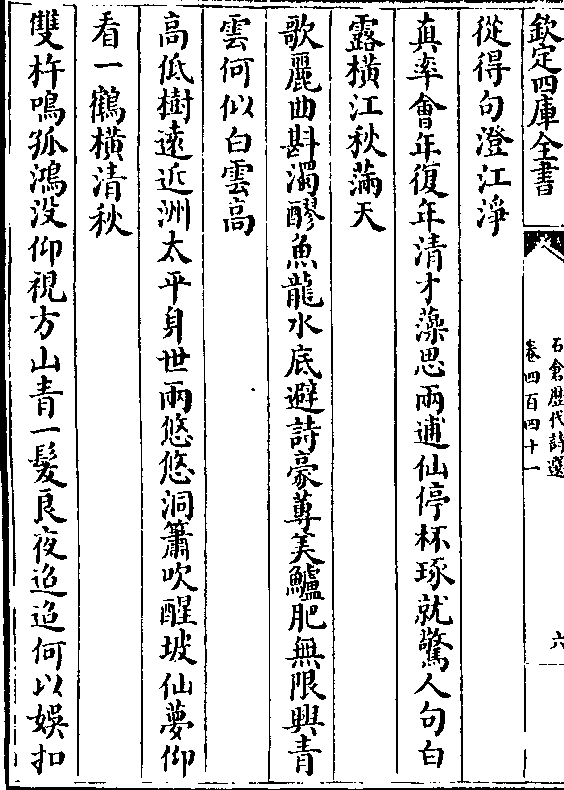 欽定四庫全書
石倉歴代詩選
卷四百四十一
六
從得句澄江淨
真率會年復年清才藻思兩逋仙停杯琢就驚人句白
露橫江秋滿天
歌麗曲斟濁醪魚龍水底避詩豪蓴美鱸肥無限興青
雲何似白雲高
高低樹遠近洲太平身世兩悠悠洞簫吹醒坡仙夢仰
看一鶴橫清秋
雙杵鳴孤鴻没仰視方山青一髮良夜迢迢何以娛扣